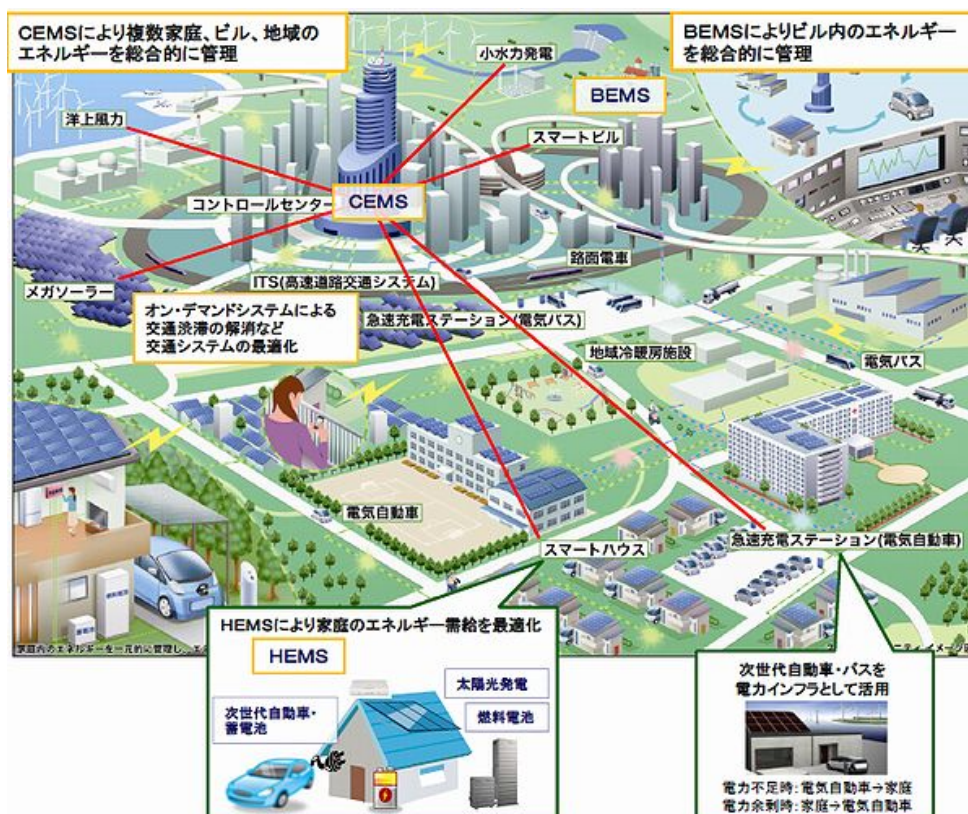 CEMSにより複数家庭、ビル、地域の
エネルギーを総合的に管理
BEMSによりビル内のエネルギー
を総合的に管理
小水力発電
BEMS
洋上風力
スマートビル
コントロールセンター
CEMS
路面電車
メガソーラー
ITS(高速道路交通システム)
オン・デマンドシステムによる
交通渋滞の解消など
交通システムの最適化
急速充電ステーション(電気バス)
地域冷暖房施設
電気バス
電気自動車
スマートハウス
急速充電ステーション(電気自動車)
HEMSにより家庭のエネルギー需給を最適化
HEMS
太陽光発電
次世代自動車・
蓄電池
燃料電池
次世代自動車・バスを
電力インフラとして活用
電力不足時:電気自動車→家庭
電力余剰時:家庭→電気自動車